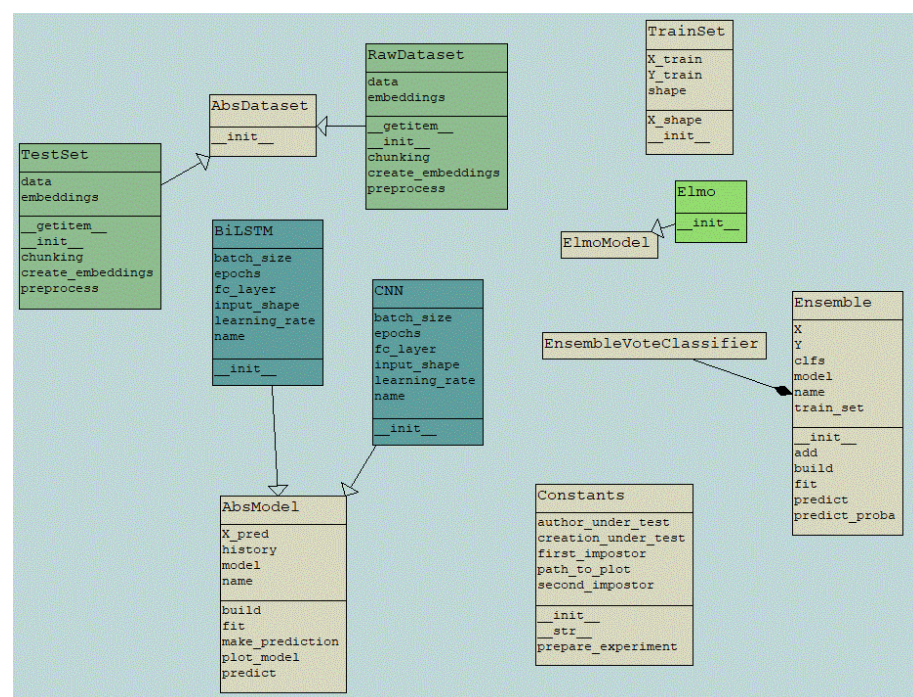 TrainSet
X_train
Y_train
shape
X_shape
__init__
RawDataset
data
embeddings
__getitem__
__init__
chunking
create_embeddings
preprocess
AbsDataset
__init__
TestSet
data
embeddings
__getitem__
__init__
chunking
create_embeddings
preprocess
Elmo
__init__
ElmoModel
BiLSTM
batch_size
epochs
fc_layer
input_shape
learning_rate
name
__init__
CNN
batch_size
epochs
fc_layer
input_shape
learning_rate
name
__init__
Ensemble
X
Y
clfs
model
name
train_set
__init__
add
build
fit
predict
predict_proba
EnsembleVoteClassifier
AbsModel
X_pred
history
model
name
build
fit
make_prediction
plot_model
predict
Constants
author_under_test
creation_under_test
first_impostor
path_to_plot
second_impostor
__init__
__str__
prepare_experiment